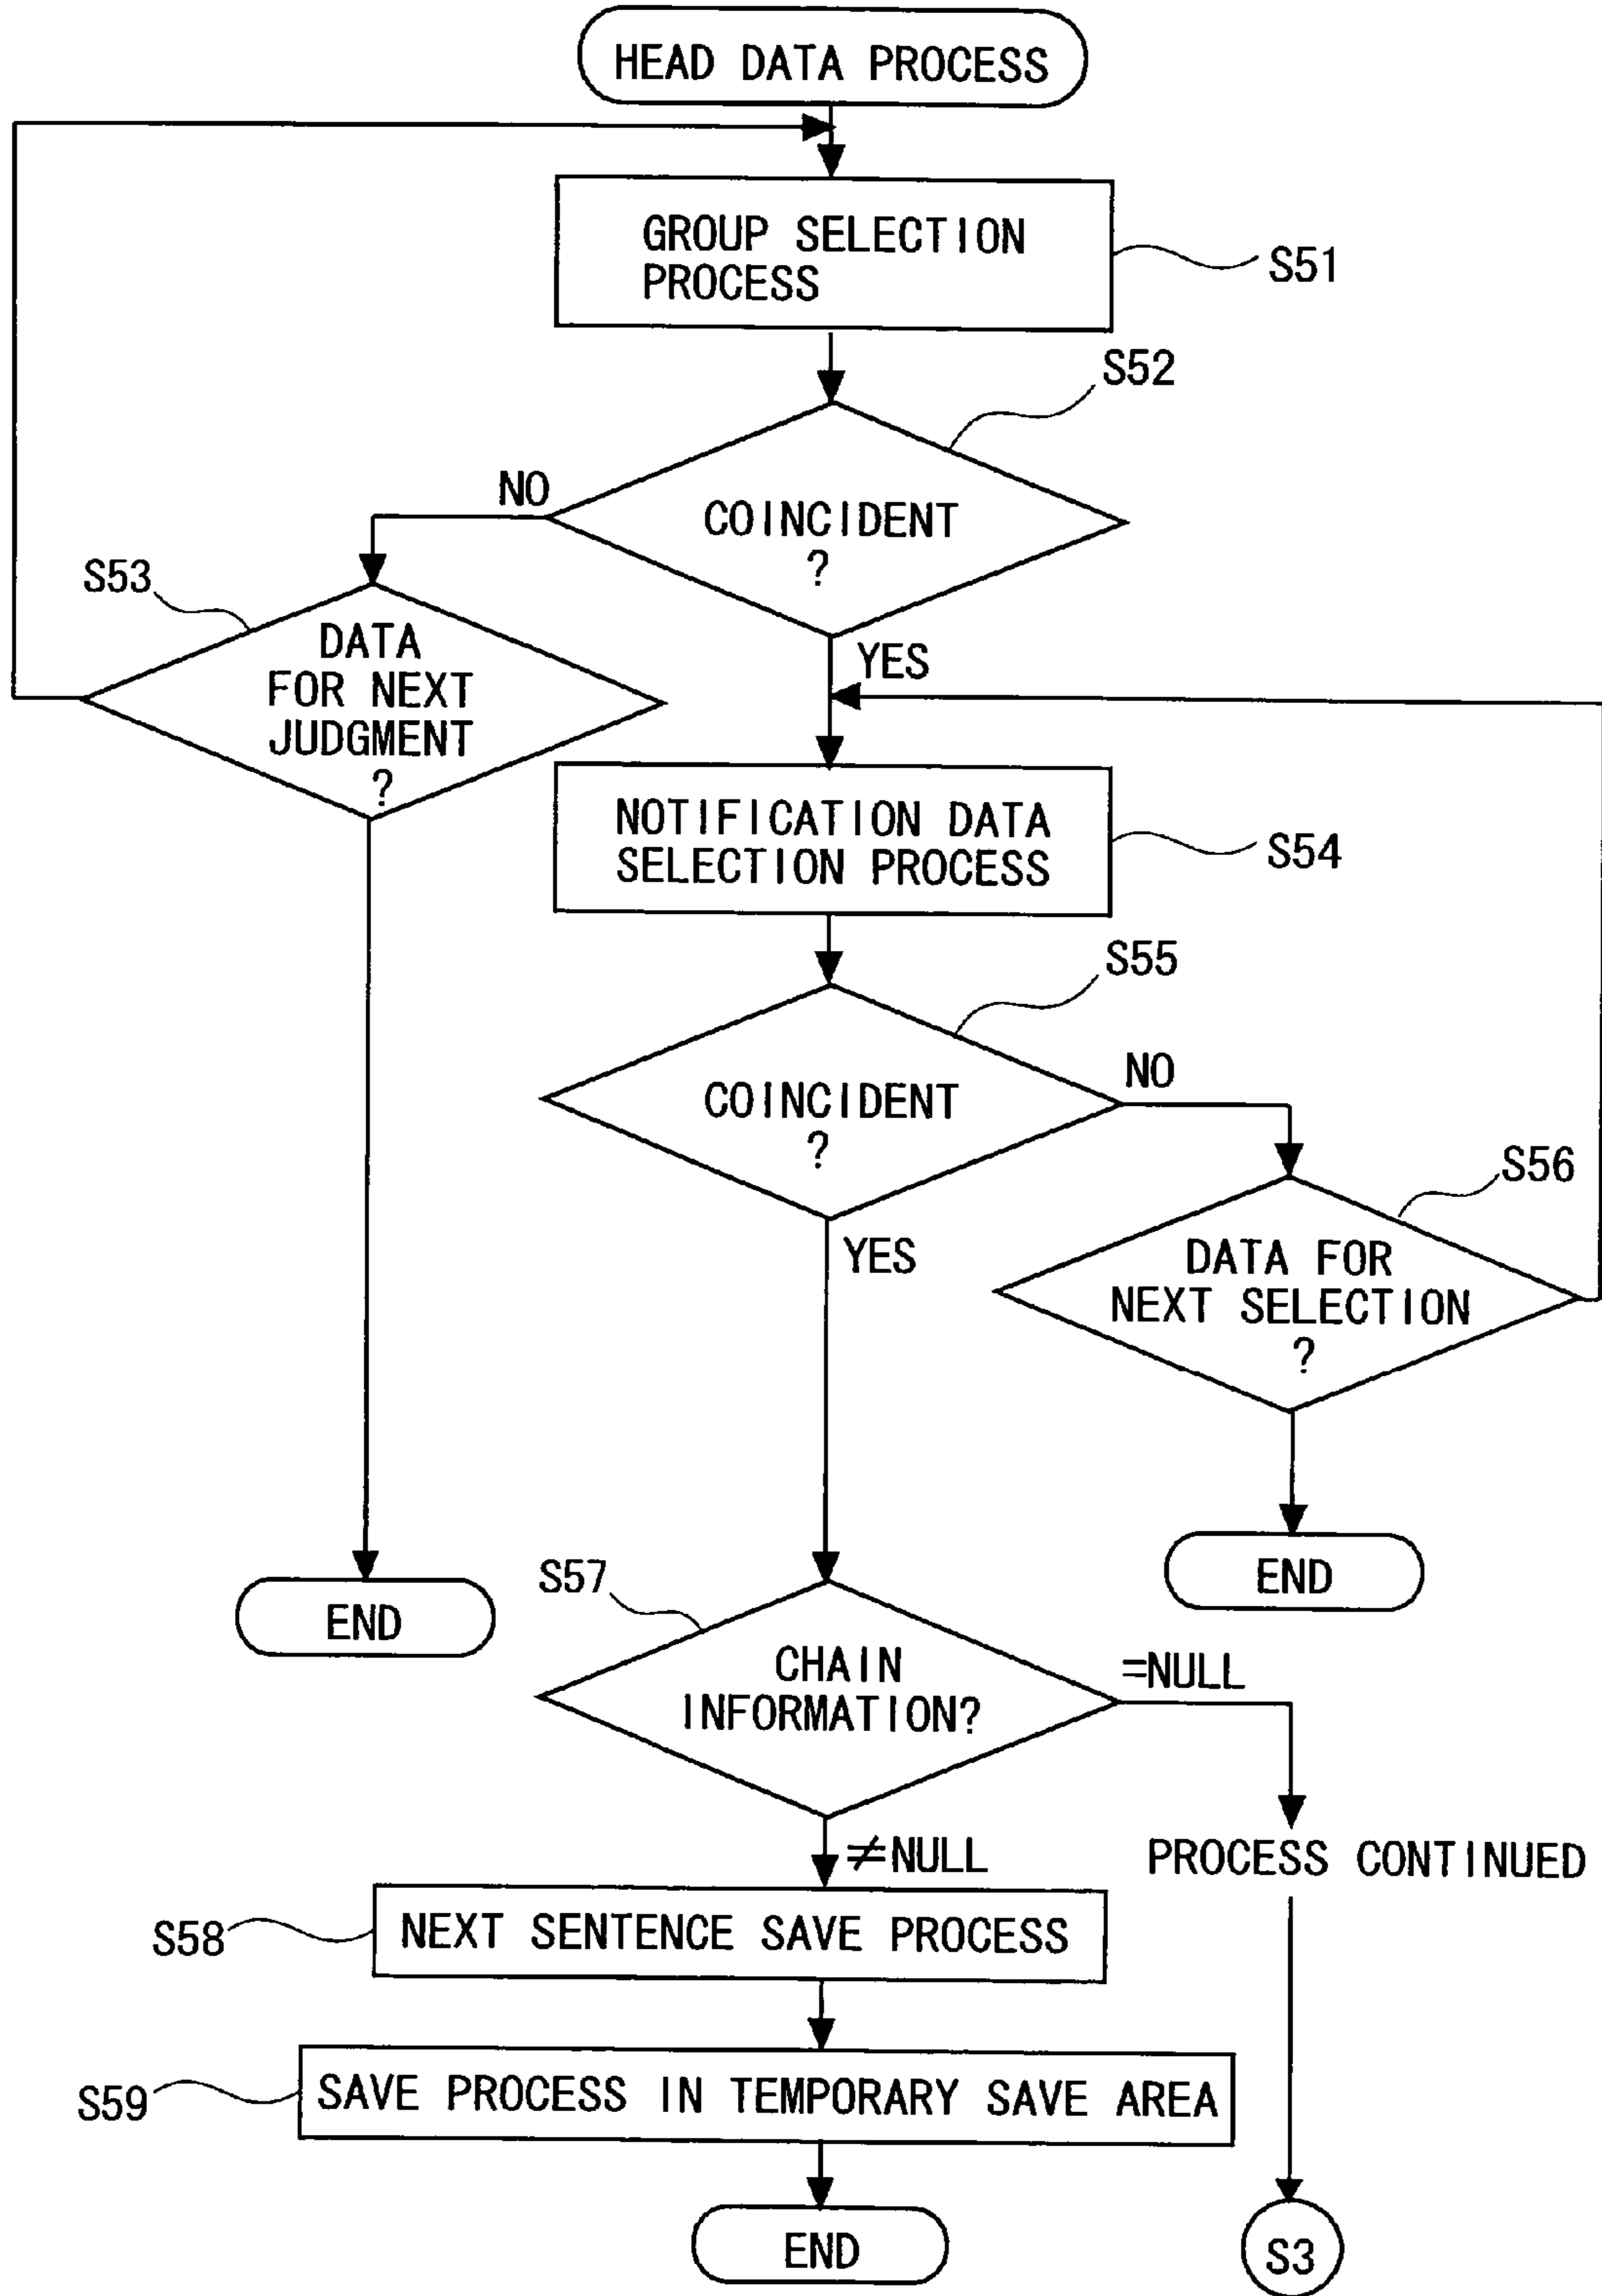 HEAD DATA PROCESS
GROUP SELECTION
PROCESS
S51
S52
NO
COINCIDENT
?
S53
DATA
FOR NEXT
JUDGMENT
?
YES
NOTIFICATION DATA
SELECTION PROCESS
S54
S55
NO
COINCIDENT
?
S56
YES
DATA FOR
NEXT SELECTION
?
END
END
S57
CHAIN
INFORMATION?
=NULL
≠NULL
PROCESS CONTINUED
S58
NEXT SENTENCE SAVE PROCESS
S59
SAVE PROCESS IN TEMPORARY SAVE AREA
END
S3